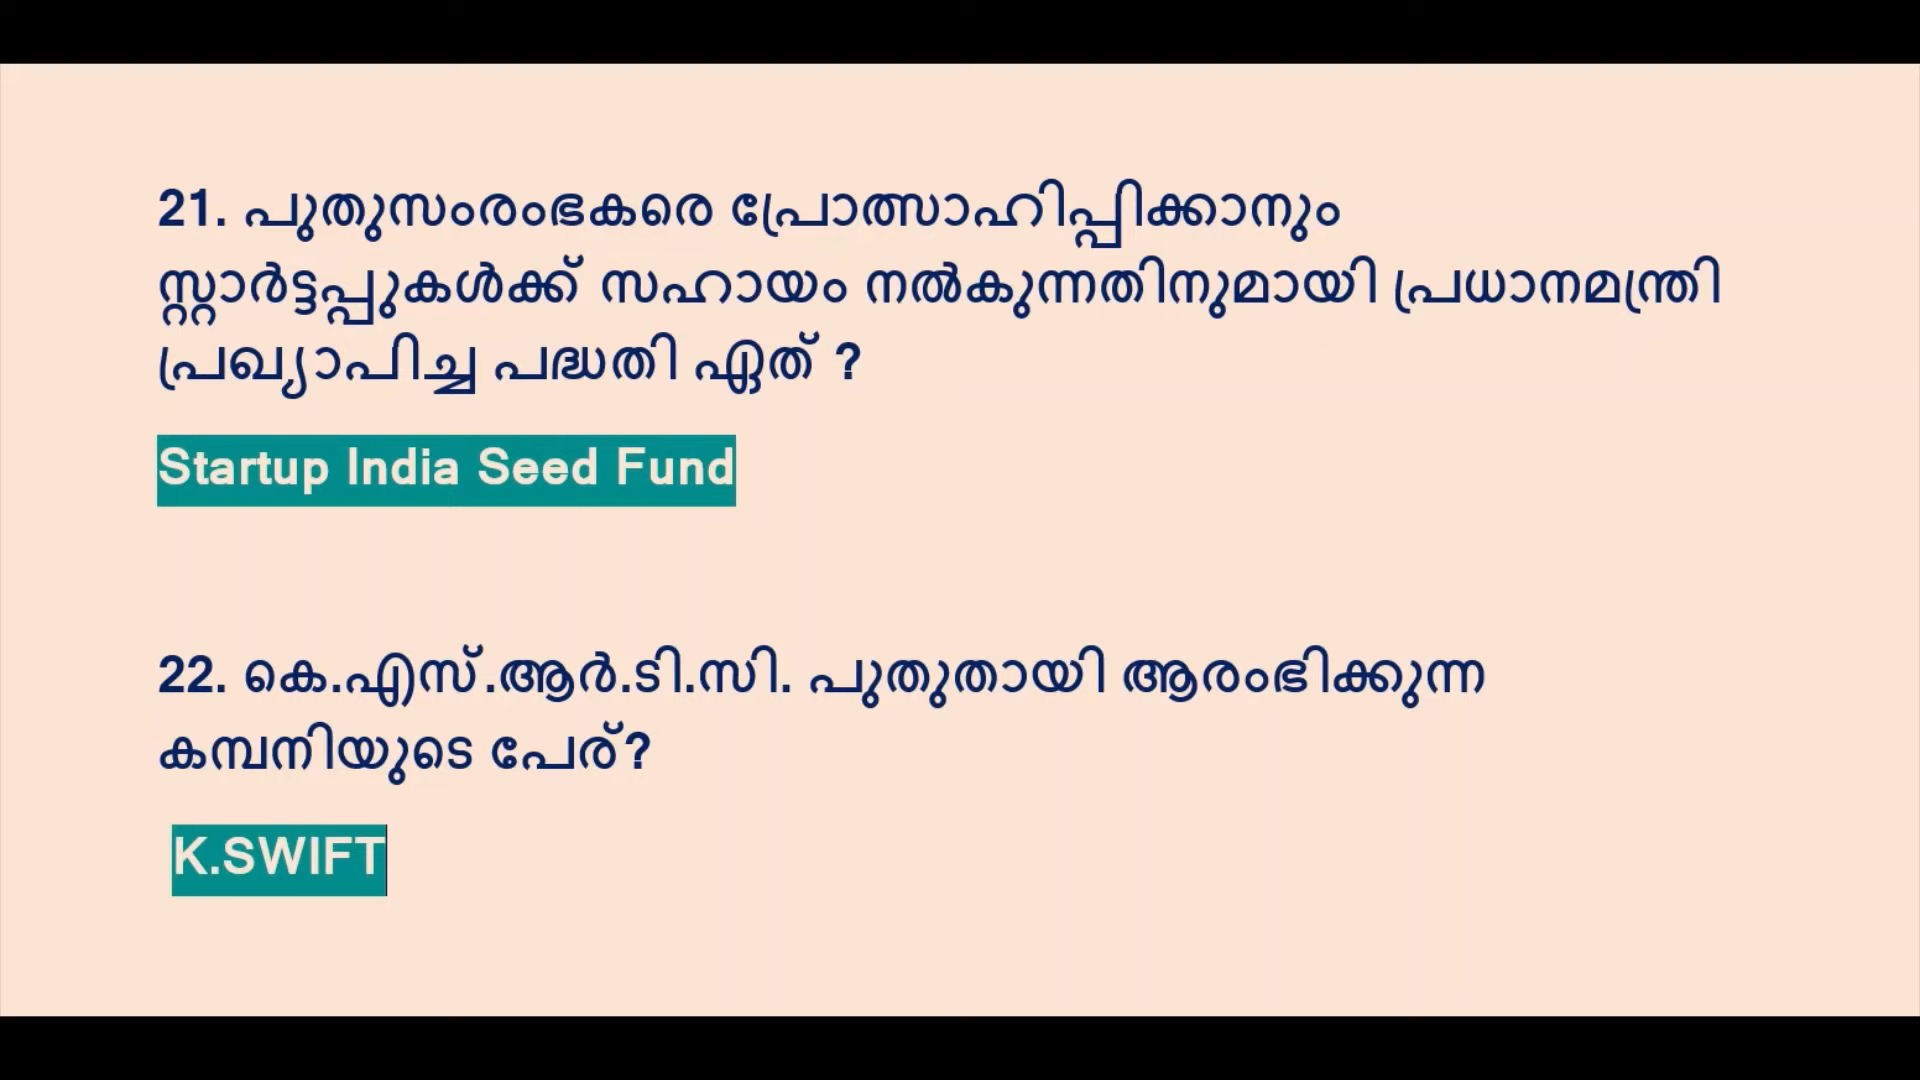 21. പുതുസംരംഭകരെ പ്രോത്സാഹിപ്പിക്കാനും
സ്റ്റാർട്ടപ്പുകൾക്ക് സഹായം നൽകുന്നതിനുമായി പ്രധാനമന്ത്രി
പ്രഖ്യാപിച്ച പദ്ധതി ഏത് ?
Startup India Seed Fund
22. കെ.എസ്.ആർ.ടി.സി. പുതുതായി ആരംഭിക്കുന്ന
കമ്പനിയുടെ പേര്?
K.SWIFT